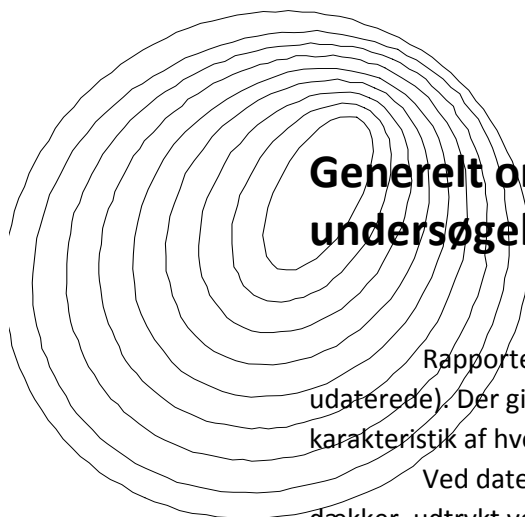 Generelt o
undersøge
Rapporte
udaterede). Der gi
karakteristik af hv
Ved date